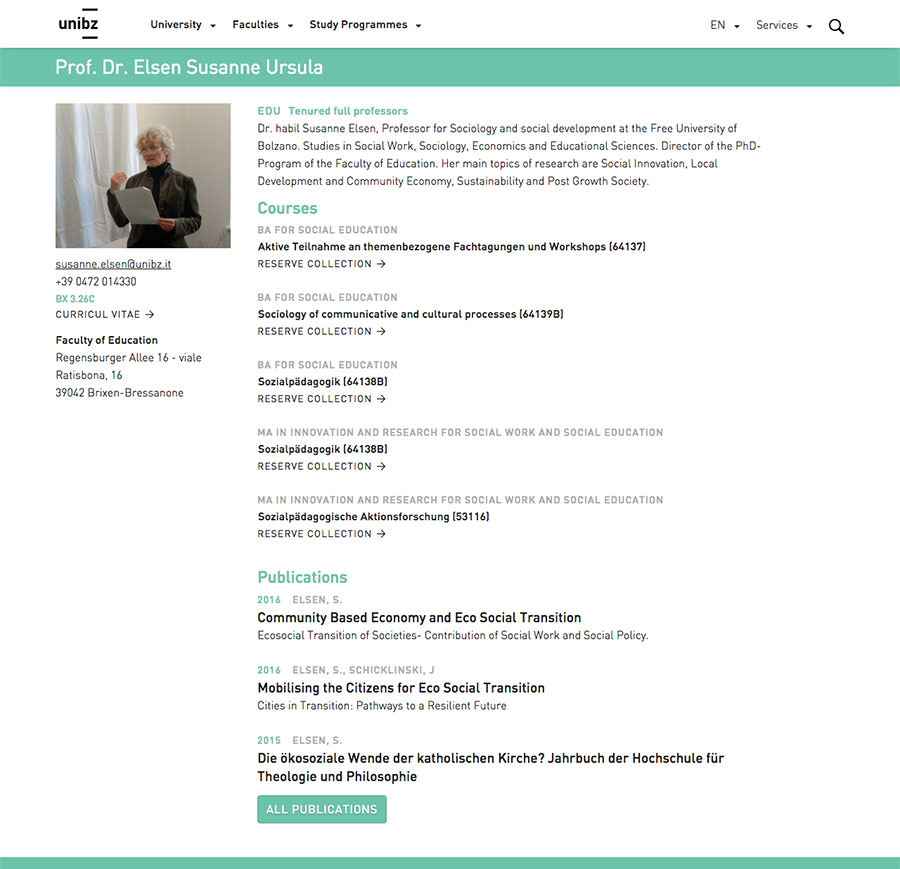 unibz
University Faculties Study Programmes EN Services
Prof. Dr. Elsen Susanne Ursula
susanne.elsen@unibz.it
+39 0472 014330
BX 3.26C
CURRICUL VITAE →
Faculty of Education
Regensburger Allee 16 - viale
Ratisbona, 16
39042 Brixen-Bressanone
EDU Tenured full professors
Dr. habil Susanne Elsen, Professor for Sociology and social development at the Free University of
Bolzano. Studies in Social Work, Sociology, Economics and Educational Sciences. Director of the PhD-
Program of the Faculty of Education. Her main topics of research are Social Innovation, Local
Development and Community Economy, Sustainability and Post Growth Society.
Courses
BA FOR SOCIAL EDUCATION
Aktive Teilnahme an themenbezogene Fachtagungen und Workshops (64137)
RESERVE COLLECTION →
BA FOR SOCIAL EDUCATION
Sociology of communicative and cultural processes (64139B)
RESERVE COLLECTION →
BA FOR SOCIAL EDUCATION
Sozialpädagogik (64138B)
RESERVE COLLECTION →
MA IN INNOVATION AND RESEARCH FOR SOCIAL WORK AND SOCIAL EDUCATION
Sozialpädagogik (64138B)
RESERVE COLLECTION →
MA IN INNOVATION AND RESEARCH FOR SOCIAL WORK AND SOCIAL EDUCATION
Sozialpädagogische Aktionsforschung (53116)
RESERVE COLLECTION →
Publications
2016 ELSEN, S.
Community Based Economy and Eco Social Transition
Ecosocial Transition of Societies- Contribution of Social Work and Social Policy.
2016 ELSEN, S., SCHICKLINSKI, J
Mobilising the Citizens for Eco Social Transition
Cities in Transition: Pathways to a Resilient Future
2015 ELSEN, S.
Die ökosoziale Wende der katholischen Kirche? Jahrbuch der Hochschule für
Theologie und Philosophie
ALL PUBLICATIONS